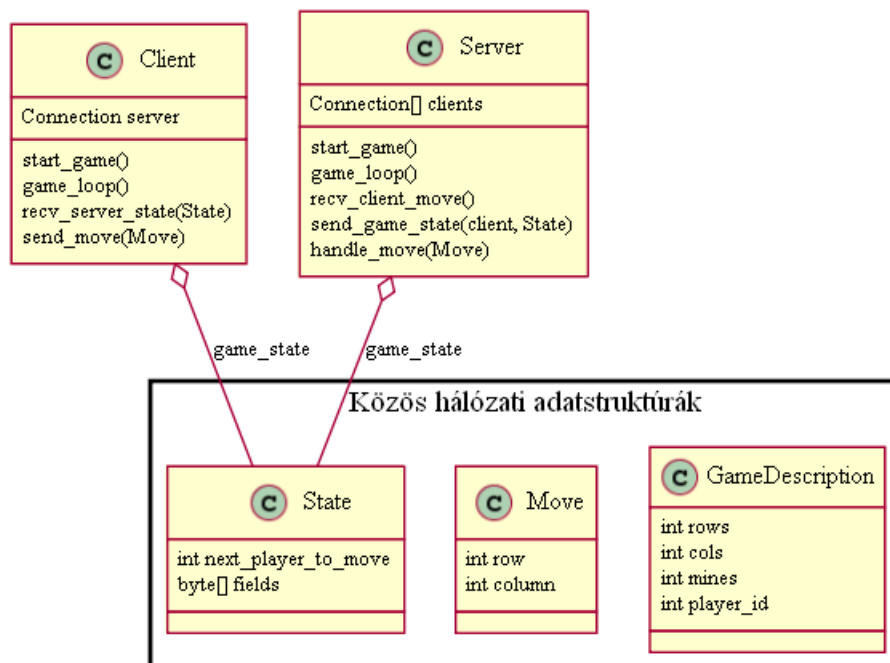 C Client
Connection server
start_game()
game_loop()
recv_server_state(State)
send_move(Move)
C Server
Connection[] clients
start_game()
game_loop()
recv_client_move()
send_game_state(client, State)
handle_move(Move)
game_state
game_state
Közös hálózati adatstruktúrák
C State
int next_player_to_move
byte[] fields
C Move
int row
int column
C GameDescription
int rows
int cols
int mines
int player_id